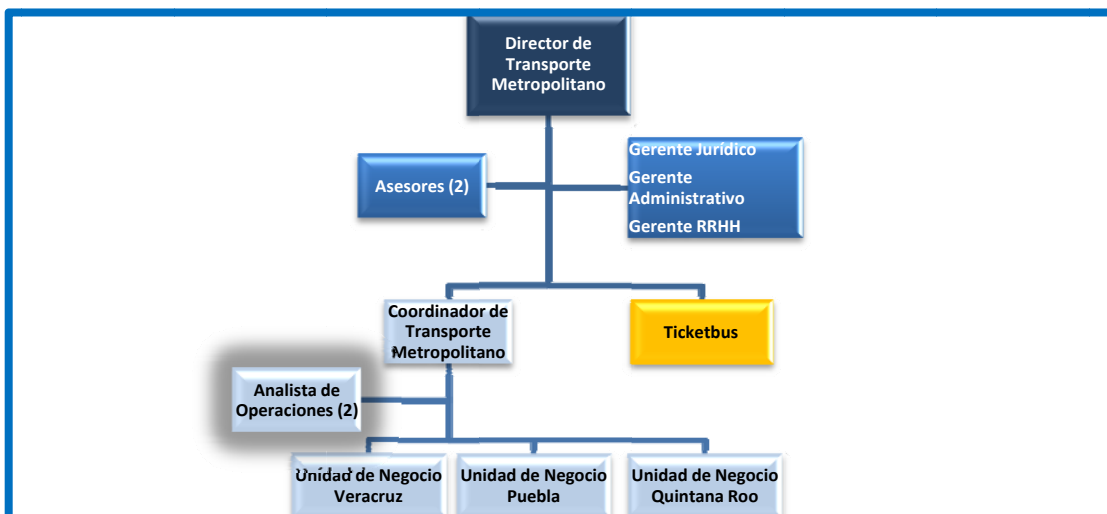 Director de
Transporte
Metropolitano
Asesores (2)
Gerente Jurídico
Gerente
Administrativo
Gerente RRHH
Coordinador de
Transporte
Metropolitano
Ticketbus
Analista de
Operaciones (2)
Unidad de Negocio
Veracruz
Unidad de Negocio
Puebla
Unidad de Negocio
Quintana Roo